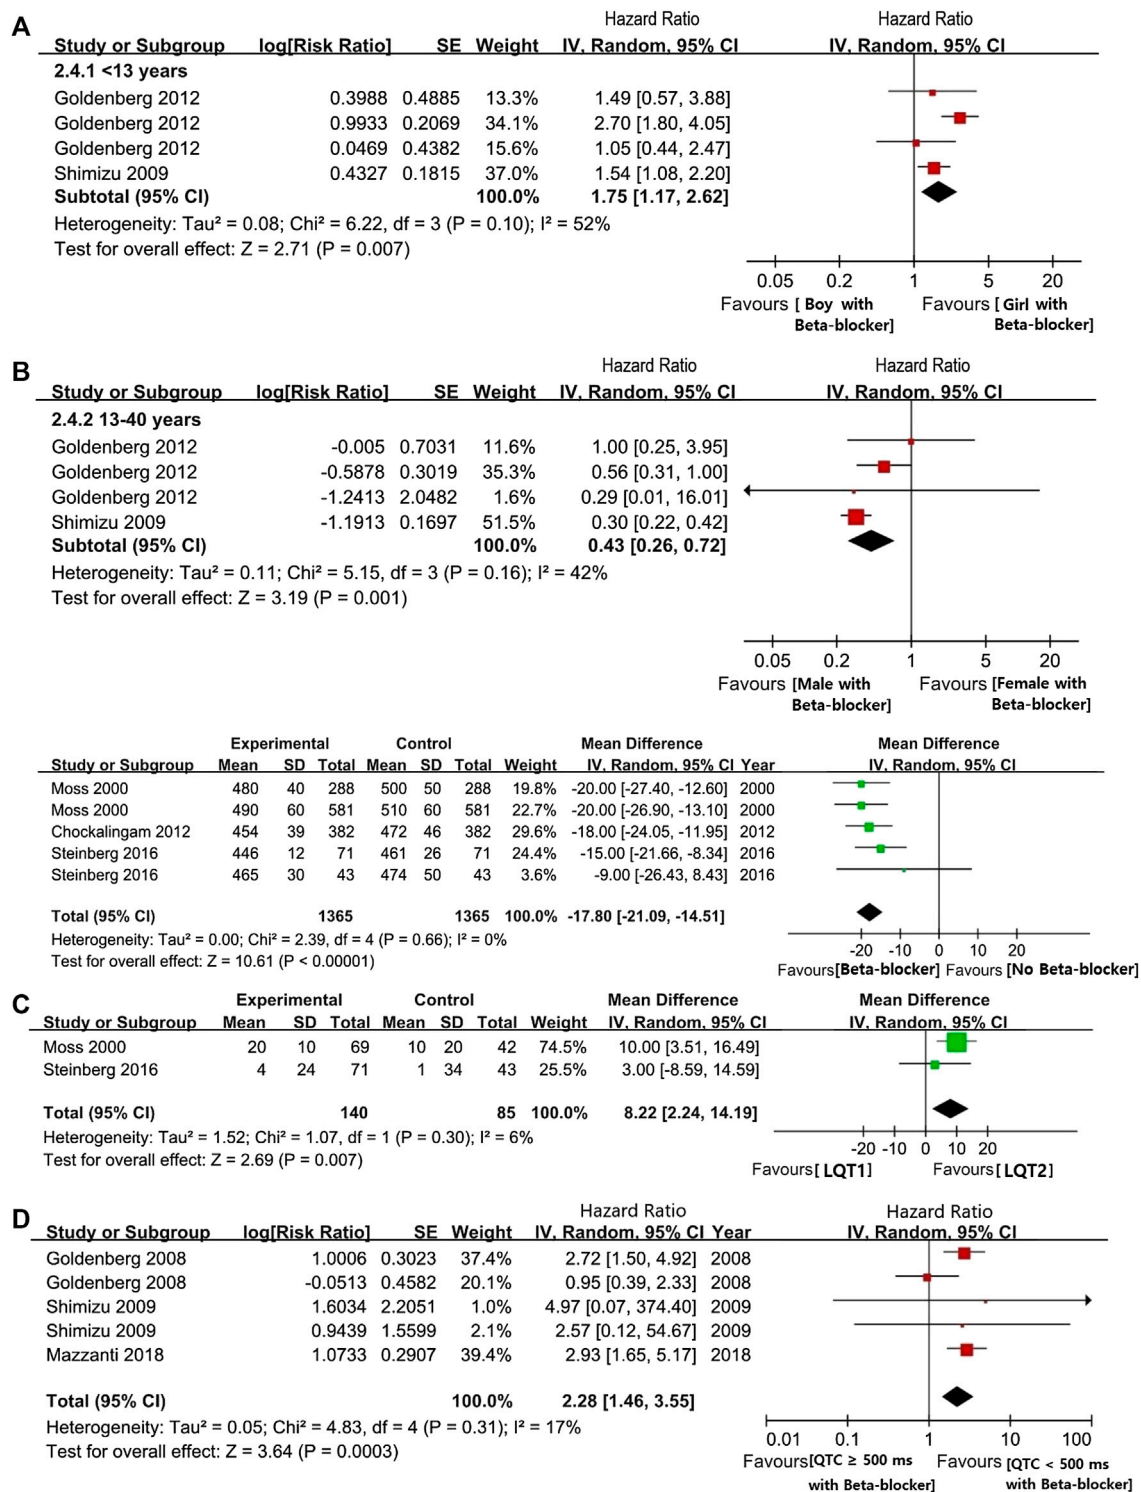 A
Hazard Ratio Hazard Ratio
Study or Subgroup log[Risk Ratio] SE Weight IV, Random, 95% CI IV, Random, 95% CI
2.4.1 <13 years
Goldenberg 2012 0.3988 0.4885 13.3% 1.49 [0.57, 3.88]
Goldenberg 2012 0.9933 0.2069 34.1% 2.70 [1.80, 4.05]
Goldenberg 2012 0.0469 0.4382 15.6% 1.05 [0.44, 2.47]
Shimizu 2009 0.4327 0.1815 37.0% 1.54 [1.08, 2.20]
Subtotal (95% CI) 100.0% 1.75 [1.17, 2.62]
Heterogeneity: Tau² = 0.08; Chi² = 6.22, df = 3 (P = 0.10); I² = 52%
Test for overall effect: Z = 2.71 (P = 0.007)
0.05 0.2 1 5 20
Favours [ Boy with Favours [ Girl with
Beta-blocker] Beta-blocker]
B
Hazard Ratio Hazard Ratio
Study or Subgroup log[Risk Ratio] SE Weight IV, Random, 95% CI IV, Random, 95% CI
2.4.2 13-40 years
Goldenberg 2012 -0.005 0.7031 11.6% 1.00 [0.25, 3.95]
Goldenberg 2012 -0.5878 0.3019 35.3% 0.56 [0.31, 1.00]
Goldenberg 2012 -1.2413 2.0482 1.6% 0.29 [0.01, 16.01]
Shimizu 2009 -1.1913 0.1697 51.5% 0.30 [0.22, 0.42]
Subtotal (95% CI) 100.0% 0.43 [0.26, 0.72]
Heterogeneity: Tau² = 0.11; Chi² = 5.15, df = 3 (P = 0.16); I² = 42%
Test for overall effect: Z = 3.19 (P = 0.001)
0.05 0.2 1 5 20
Favours [Male with Favours [Female with
Beta-blocker] Beta-blocker]
Experimental Control Mean Difference Mean Difference
Study or Subgroup Mean SD Total Mean SD Total Weight IV, Random, 95% CI Year IV, Random, 95% CI
Moss 2000 480 40 288 500 50 288 19.8% -20.00 [-27.40, -12.60] 2000
Moss 2000 490 60 581 510 60 581 22.7% -20.00 [-26.90, -13.10] 2000
Chockalingam 2012 454 39 382 472 46 382 29.6% -18.00 [-24.05, -11.95] 2012
Steinberg 2016 446 12 71 461 26 71 24.4% -15.00 [-21.66, -8.34] 2016
Steinberg 2016 465 30 43 474 50 43 3.6% -9.00 [-26.43, 8.43] 2016
Total (95% CI) 1365 1365 100.0% -17.80 [-21.09, -14.51]
Heterogeneity: Tau² = 0.00; Chi² = 2.39, df = 4 (P = 0.66); I² = 0%
Test for overall effect: Z = 10.61 (P < 0.00001)
-20 -10 0 10 20
Favours[Beta-blocker] Favours [No Beta-blocker]
C
Experimental Control Mean Difference Mean Difference
Study or Subgroup Mean SD Total Mean SD Total Weight IV, Random, 95% CI IV, Random, 95% CI
Moss 2000 20 10 69 10 20 42 74.5% 10.00 [3.51, 16.49]
Steinberg 2016 4 24 71 1 34 43 25.5% 3.00 [-8.59, 14.59]
Total (95% CI) 140 85 100.0% 8.22 [2.24, 14.19]
Heterogeneity: Tau² = 1.52; Chi² = 1.07, df = 1 (P = 0.30); I² = 6%
Test for overall effect: Z = 2.69 (P = 0.007)
-20 -10 0 10 20
Favours[ LQT1] Favours[ LQT2]
D
Hazard Ratio Hazard Ratio
Study or Subgroup log[Risk Ratio] SE Weight IV, Random, 95% CI Year IV, Random, 95% CI
Goldenberg 2008 1.0006 0.3023 37.4% 2.72 [1.50, 4.92] 2008
Goldenberg 2008 -0.0513 0.4582 20.1% 0.95 [0.39, 2.33] 2008
Shimizu 2009 1.6034 2.2051 1.0% 4.97 [0.07, 374.40] 2009
Shimizu 2009 0.9439 1.5599 2.1% 2.57 [0.12, 54.67] 2009
Mazzanti 2018 1.0733 0.2907 39.4% 2.93 [1.65, 5.17] 2018
Total (95% CI) 100.0% 2.28 [1.46, 3.55]
Heterogeneity: Tau² = 0.05; Chi² = 4.83, df = 4 (P = 0.31); I² = 17%
Test for overall effect: Z = 3.64 (P = 0.0003)
0.01 0.1 1 10 100
Favours[QTC ≥ 500 ms Favours [QTC < 500 ms
with Beta-blocker] with Beta-blocker]